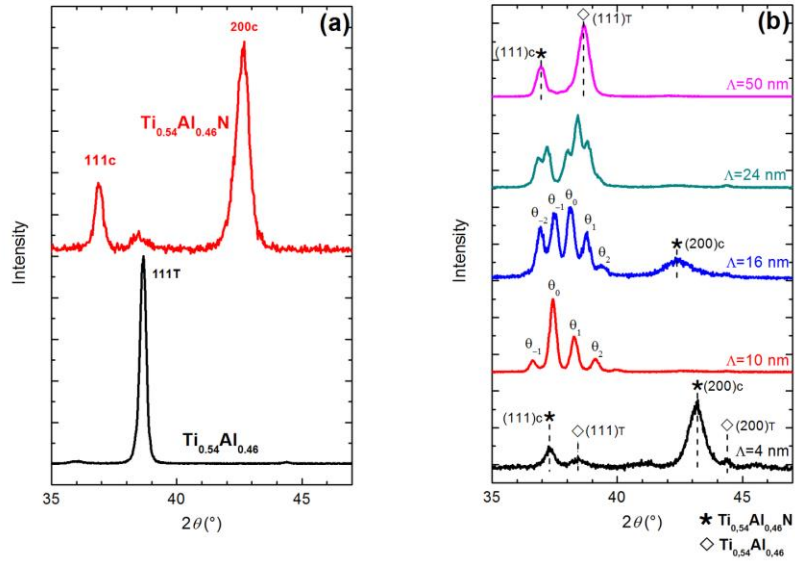 (a)
200c
Ti0.54Al0.46N
111c
111T
Ti0.54Al0.46
Intensity
35 40 45
2θ(°)
(b)
(111)T
(111)c
Λ=50 nm
Λ=24 nm
θ-2 θ-1 θ0 θ1 θ2
(200)c
Λ=16 nm
θ-1 θ0 θ1 θ2
Λ=10 nm
(200)c
(111)c (111)T (200)T
Λ=4 nm
Intensity
35 40 45
2θ(°)
Ti0,54Al0,46N
Ti0,54Al0,46